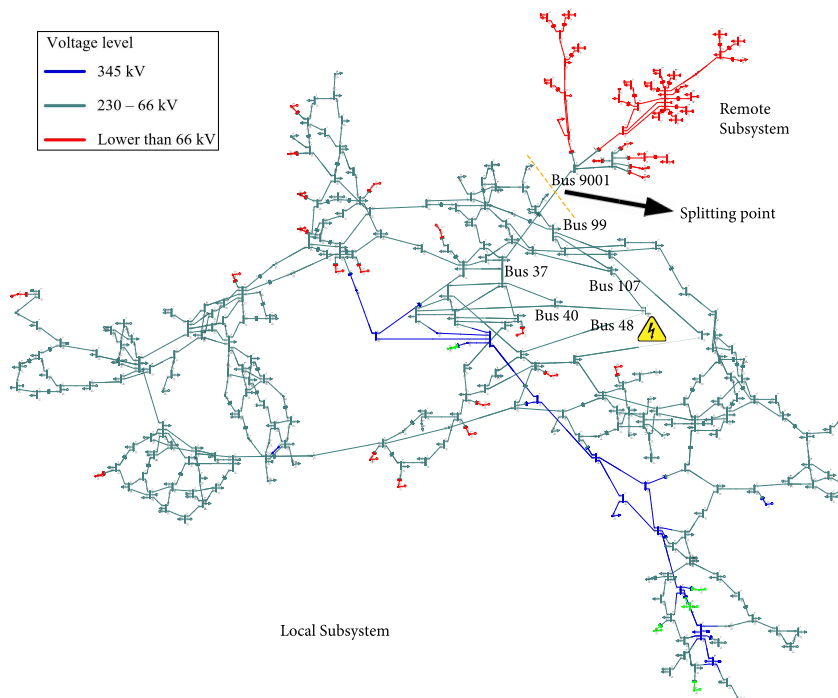 Voltage level
345 kV
230 – 66 kV
Lower than 66 kV
Remote
Subsystem
Bus 9001
Splitting point
Bus 99
Bus 37
Bus 107
Bus 40
Bus 48
Local Subsystem